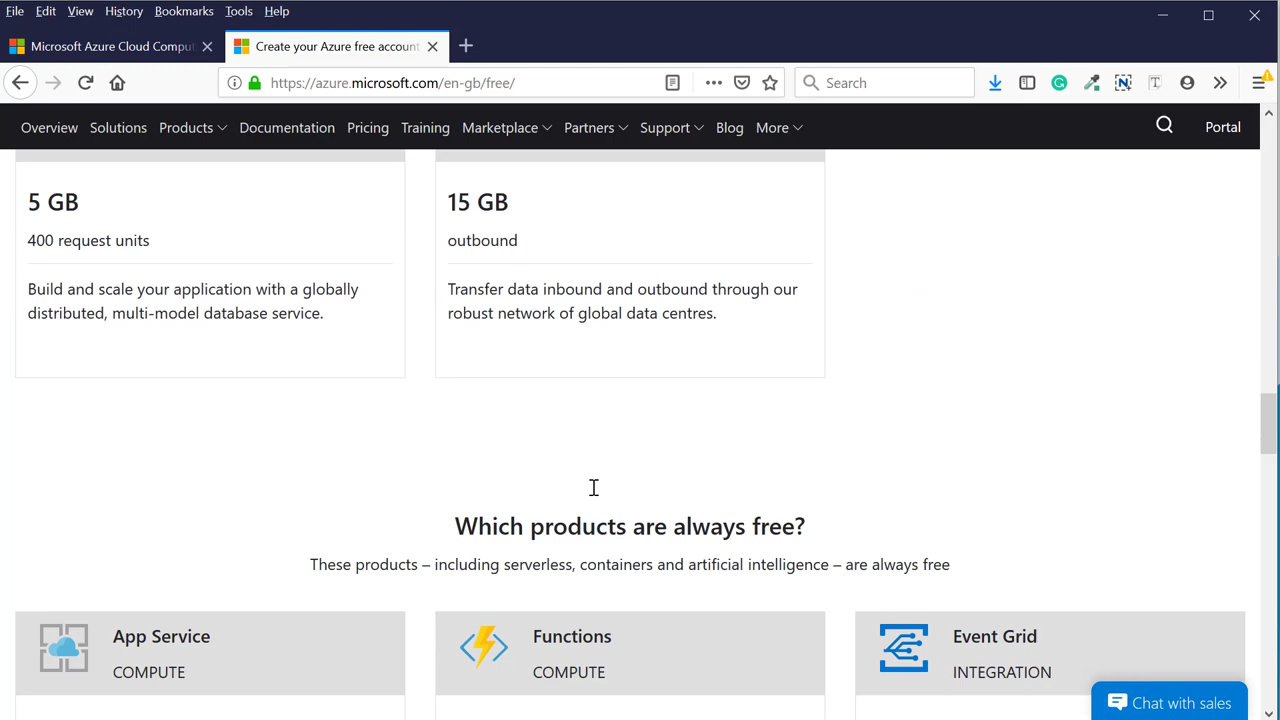 File Edit View History Bookmarks Tools Help
Microsoft Azure Cloud Comput
Create your Azure free account
https://azure.microsoft.com/en-gb/free/
Search
Overview Solutions Products Documentation Pricing Training Marketplace Partners Support Blog More Portal
5 GB
400 request units
Build and scale your application with a globally
distributed, multi-model database service.
15 GB
outbound
Transfer data inbound and outbound through our
robust network of global data centres.
Which products are always free?
These products – including serverless, containers and artificial intelligence – are always free
App Service
COMPUTE
Functions
COMPUTE
Event Grid
INTEGRATION
Chat with sales